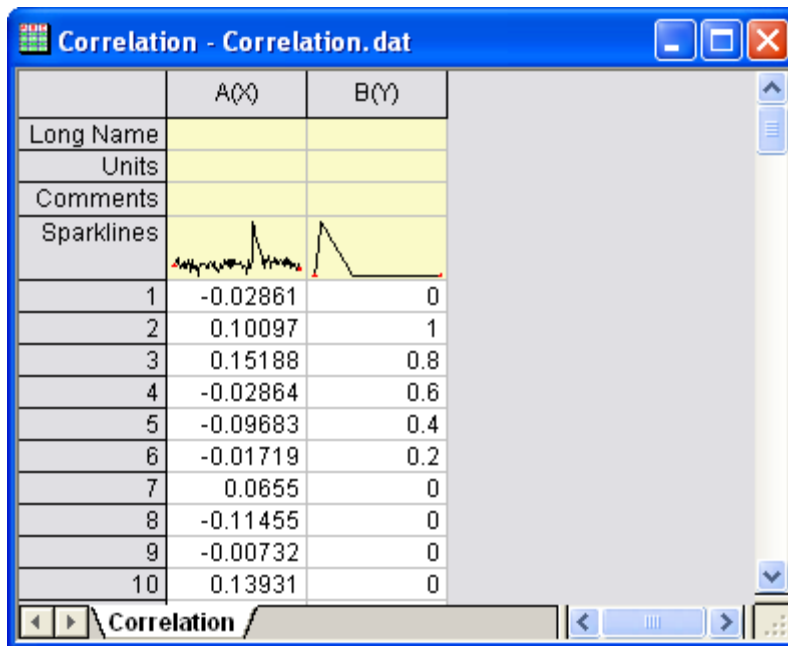 Correlation - Correlation.dat
A(X) B(Y)
Long Name
Units
Comments
Sparklines
1 -0.02861 0
2 0.10097 1
3 0.15188 0.8
4 -0.02864 0.6
5 -0.09683 0.4
6 -0.01719 0.2
7 0.0655 0
8 -0.11455 0
9 -0.00732 0
10 0.13931 0
Correlation